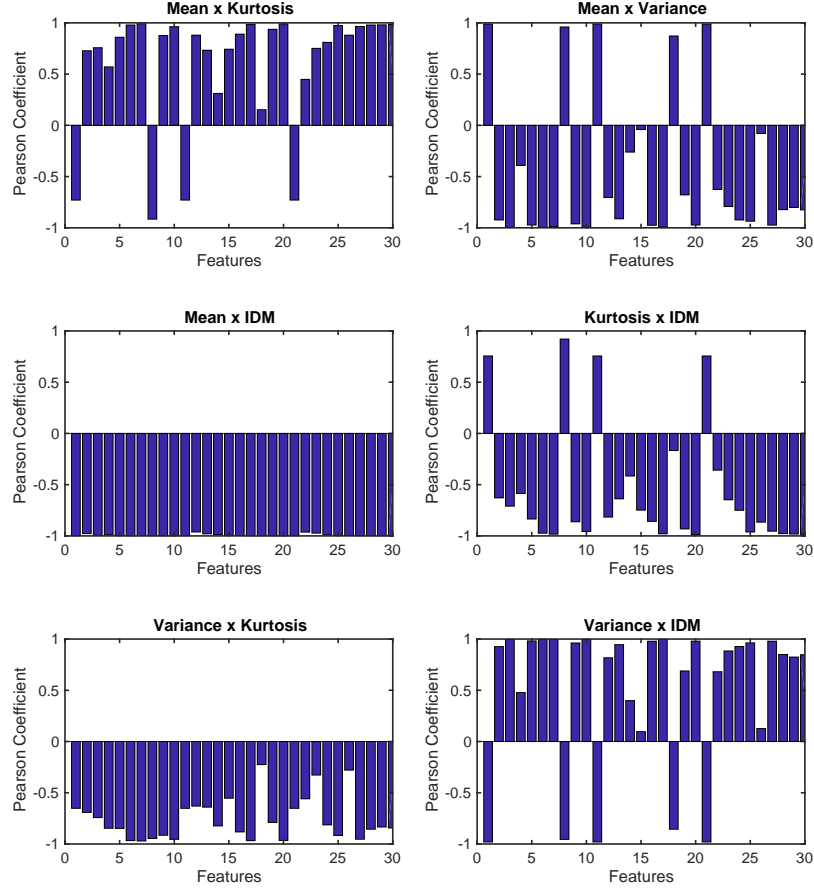 Mean x Kurtosis
1
0.5
0
-0.5
-1
Pearson Coefficient
0 5 10 15 20 25 30
Features
Mean x Variance
1
0.5
0
-0.5
-1
Pearson Coefficient
0 5 10 15 20 25 30
Features
Mean x IDM
1
0.5
0
-0.5
-1
Pearson Coefficient
0 5 10 15 20 25 30
Features
Kurtosis x IDM
1
0.5
0
-0.5
-1
Pearson Coefficient
0 5 10 15 20 25 30
Features
Variance x Kurtosis
1
0.5
0
-0.5
-1
Pearson Coefficient
0 5 10 15 20 25 30
Features
Variance x IDM
1
0.5
0
-0.5
-1
Pearson Coefficient
0 5 10 15 20 25 30
Features